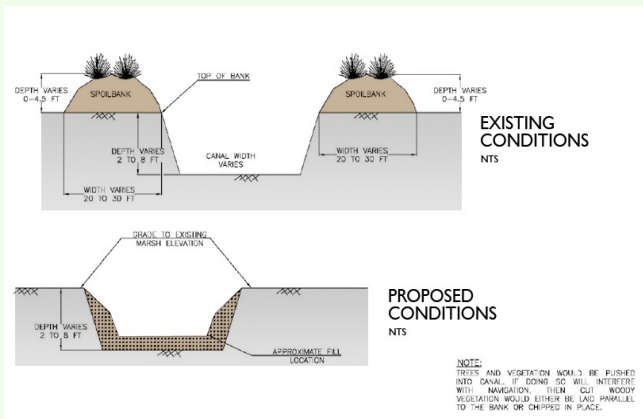 DEPTH VARIES
0-4.5 FT
SPOILBANK
TOP OF BANK
SPOILBANK
DEPTH VARIES
0-4.5 FT
EXISTING
CONDITIONS
NTS
DEPTH VARIES
2 TO 8 FT
CANAL WIDTH
VARIES
WIDTH VARIES
20 TO 30 FT
WIDTH VARIES
20 TO 30 FT
GRADE TO EXISTING
MARSH ELEVATION
PROPOSED
CONDITIONS
NTS
DEPTH VARIES
2 TO 8 FT
APPROXIMATE FILL
LOCATION
NOTE:
TREES AND VEGETATION WOULD BE PUSHED
INTO CANAL. IF DOING SO WILL INTERFERE
WITH NAVIGATION, THEN CUT WOODY
VEGETATION WOULD EITHER BE LAID PARALLEL
TO THE BANK OR CHIPPED IN PLACE.